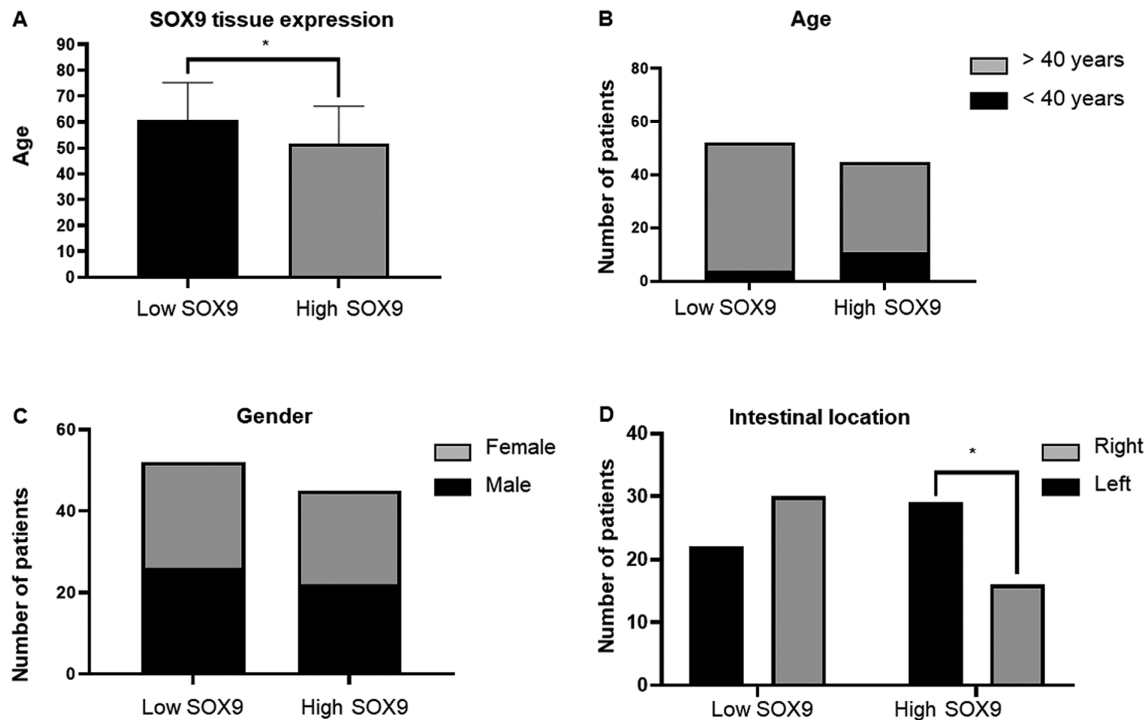 A
SOX9 tissue expression
*
Age
90
80
70
60
50
40
30
20
10
0
Low SOX9
High SOX9
B
Age
> 40 years
< 40 years
Number of patients
80
60
40
20
0
Low SOX9
High SOX9
C
Gender
Female
Male
Number of patients
60
40
20
0
Low SOX9
High SOX9
D
Intestinal location
*
Right
Left
Number of patients
40
30
20
10
0
Low SOX9
High SOX9